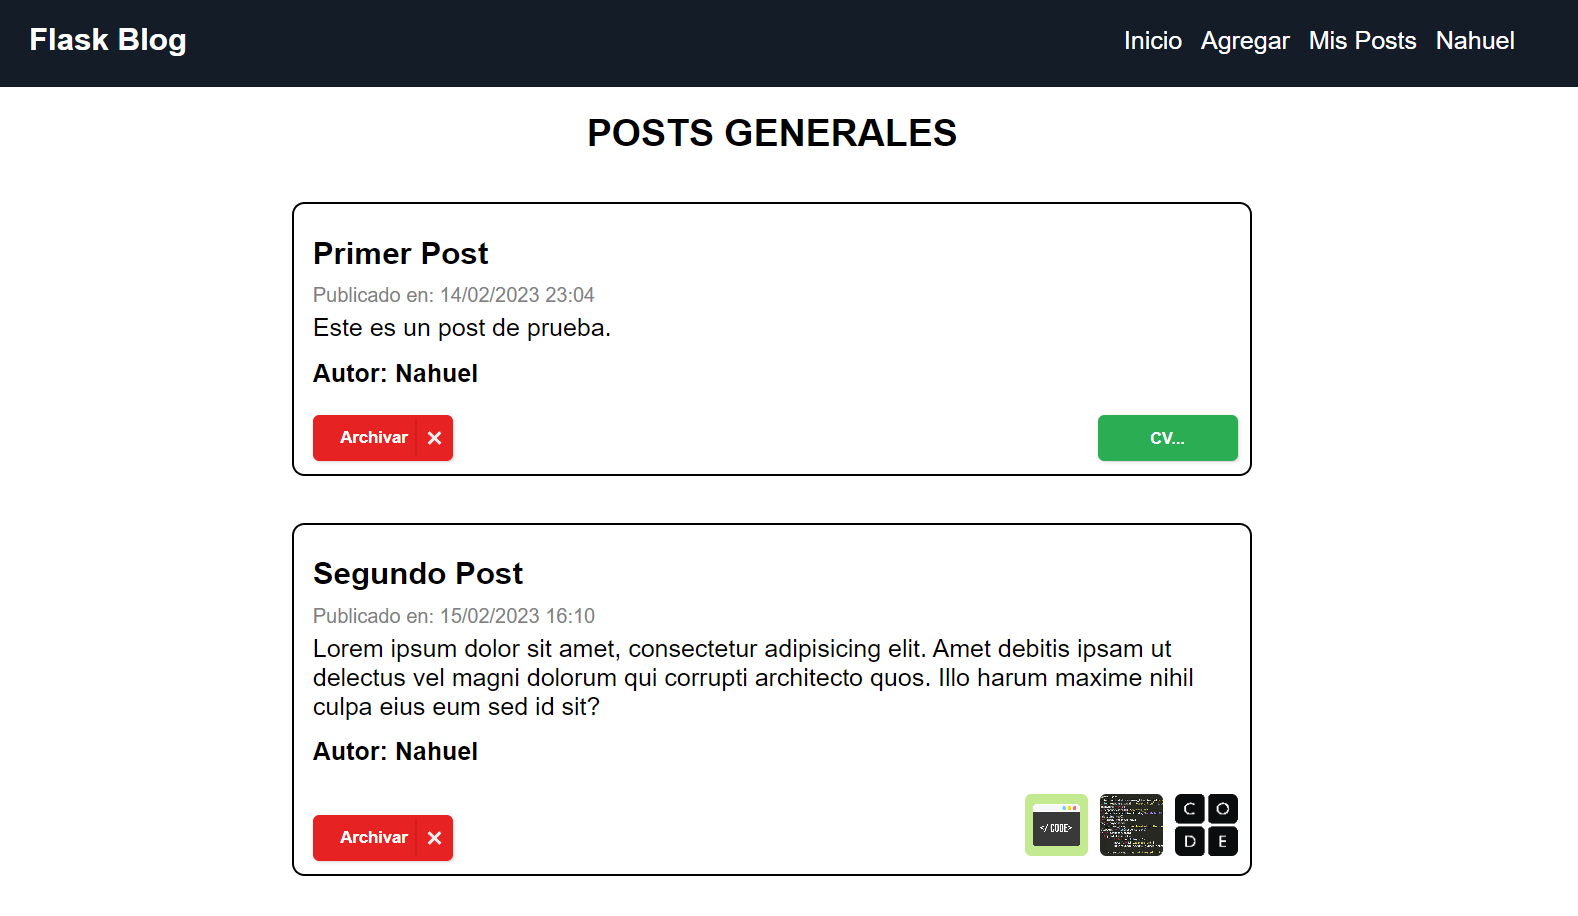 Flask Blog
Inicio Agregar Mis Posts Nahuel
POSTS GENERALES
Primer Post
Publicado en: 14/02/2023 23:04
Este es un post de prueba.
Autor: Nahuel
Archivar ✕
CV...
Segundo Post
Publicado en: 15/02/2023 16:10
Lorem ipsum dolor sit amet, consectetur adipisicing elit. Amet debitis ipsam ut
delectus vel magni dolorum qui corrupti architecto quos. Illo harum maxime nihil
culpa eius eum sed id sit?
Autor: Nahuel
Archivar ✕
</ CODE>
C O
D E